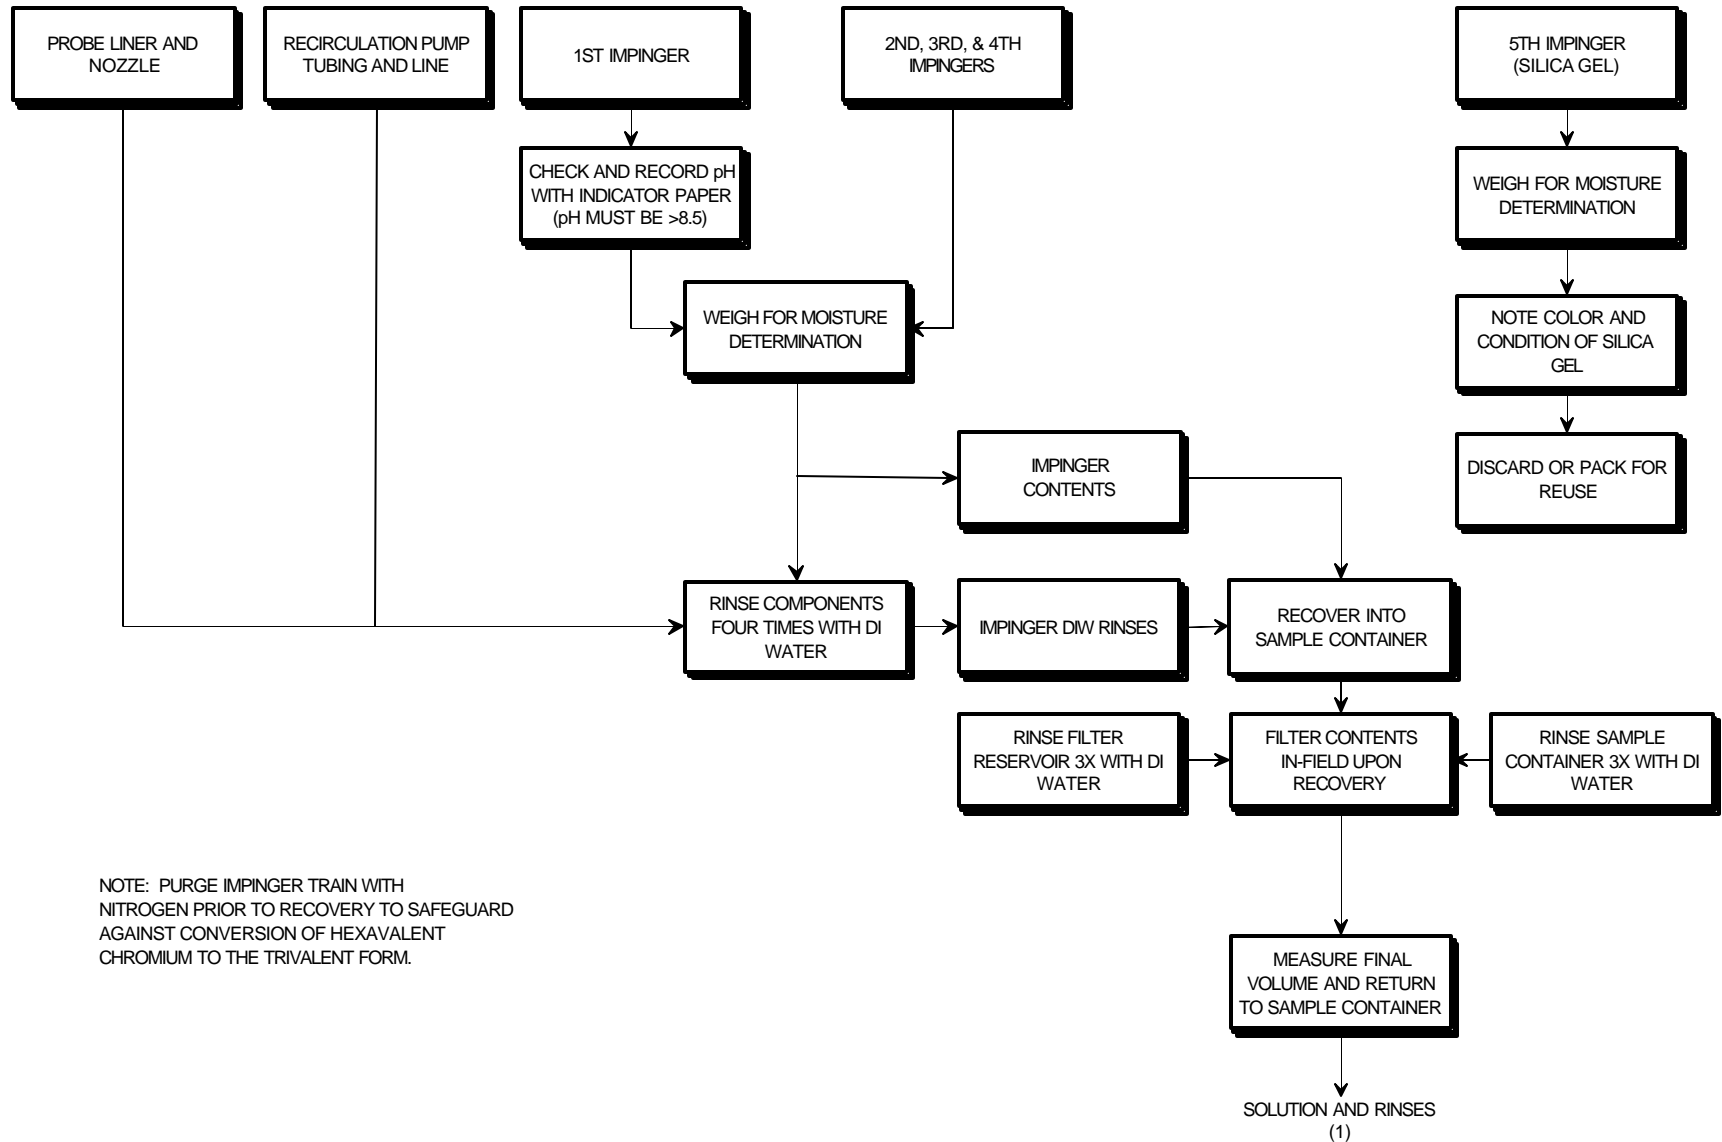 PROBE LINER AND
NOZZLE
RECIRCULATION PUMP
TUBING AND LINE
1ST IMPINGER
2ND, 3RD, & 4TH
IMPINGERS
5TH IMPINGER
(SILICA GEL)
CHECK AND RECORD pH
WITH INDICATOR PAPER
(pH MUST BE >8.5)
WEIGH FOR MOISTURE
DETERMINATION
WEIGH FOR MOISTURE
DETERMINATION
NOTE COLOR AND
CONDITION OF SILICA
GEL
IMPINGER
CONTENTS
DISCARD OR PACK FOR
REUSE
RINSE COMPONENTS
FOUR TIMES WITH DI
WATER
IMPINGER DIW RINSES
RECOVER INTO
SAMPLE CONTAINER
RINSE FILTER
RESERVOIR 3X WITH DI
WATER
FILTER CONTENTS
IN-FIELD UPON
RECOVERY
RINSE SAMPLE
CONTAINER 3X WITH DI
WATER
NOTE: PURGE IMPINGER TRAIN WITH
NITROGEN PRIOR TO RECOVERY TO SAFEGUARD
AGAINST CONVERSION OF HEXAVALENT
CHROMIUM TO THE TRIVALENT FORM.
MEASURE FINAL
VOLUME AND RETURN
TO SAMPLE CONTAINER
SOLUTION AND RINSES
(1)